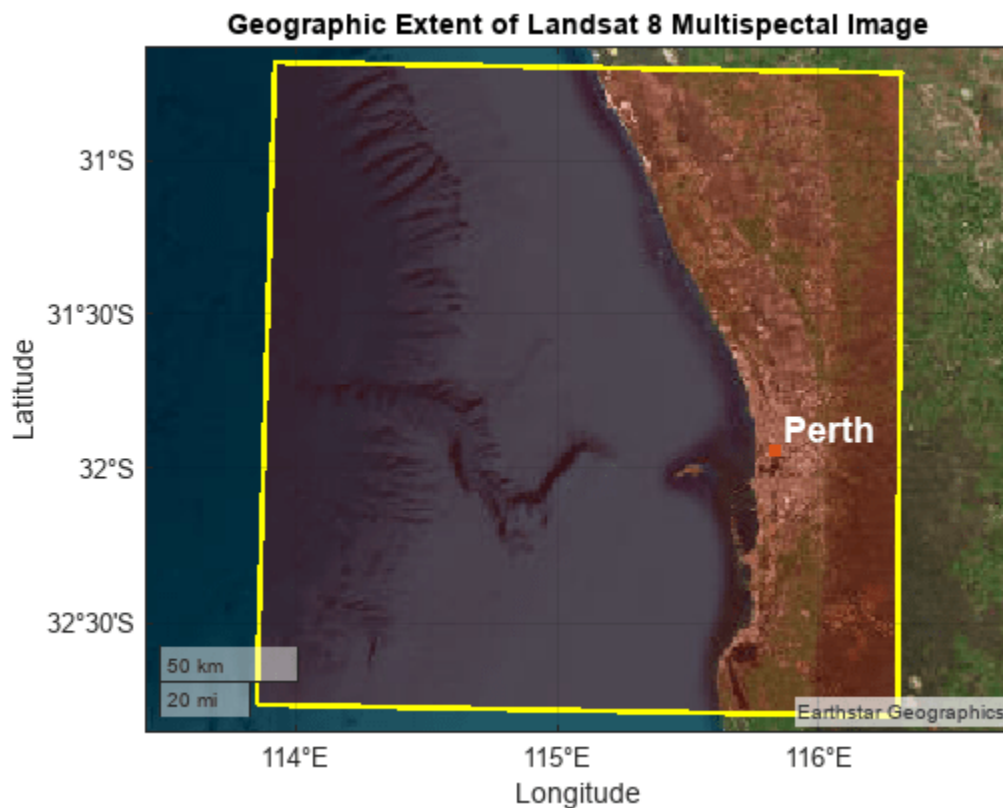 Geographic Extent of Landsat 8 Multispectal Image
31°S
31°30'S
Latitude
Perth
32°S
32°30'S
50 km
20 mi
Earthstar Geographics
114°E
115°E
116°E
Longitude